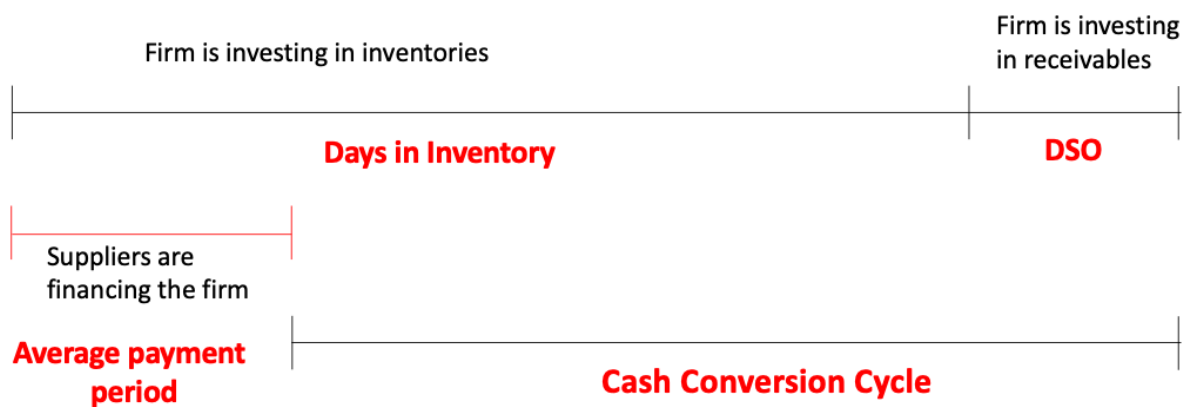 Firm is investing in inventories
Firm is investing
in receivables
Days in Inventory
DSO
Suppliers are
financing the firm
Average payment
period
Cash Conversion Cycle